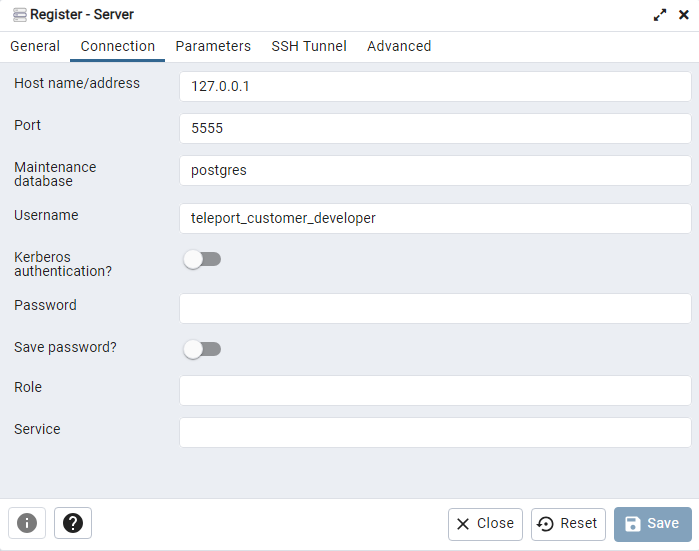 Register - Server
General Connection Parameters SSH Tunnel Advanced
Host name/address 127.0.0.1
Port 5555
Maintenance
database postgres
Username teleport_customer_developer
Kerberos
authentication?
Password
Save password?
Role
Service
Close Reset Save